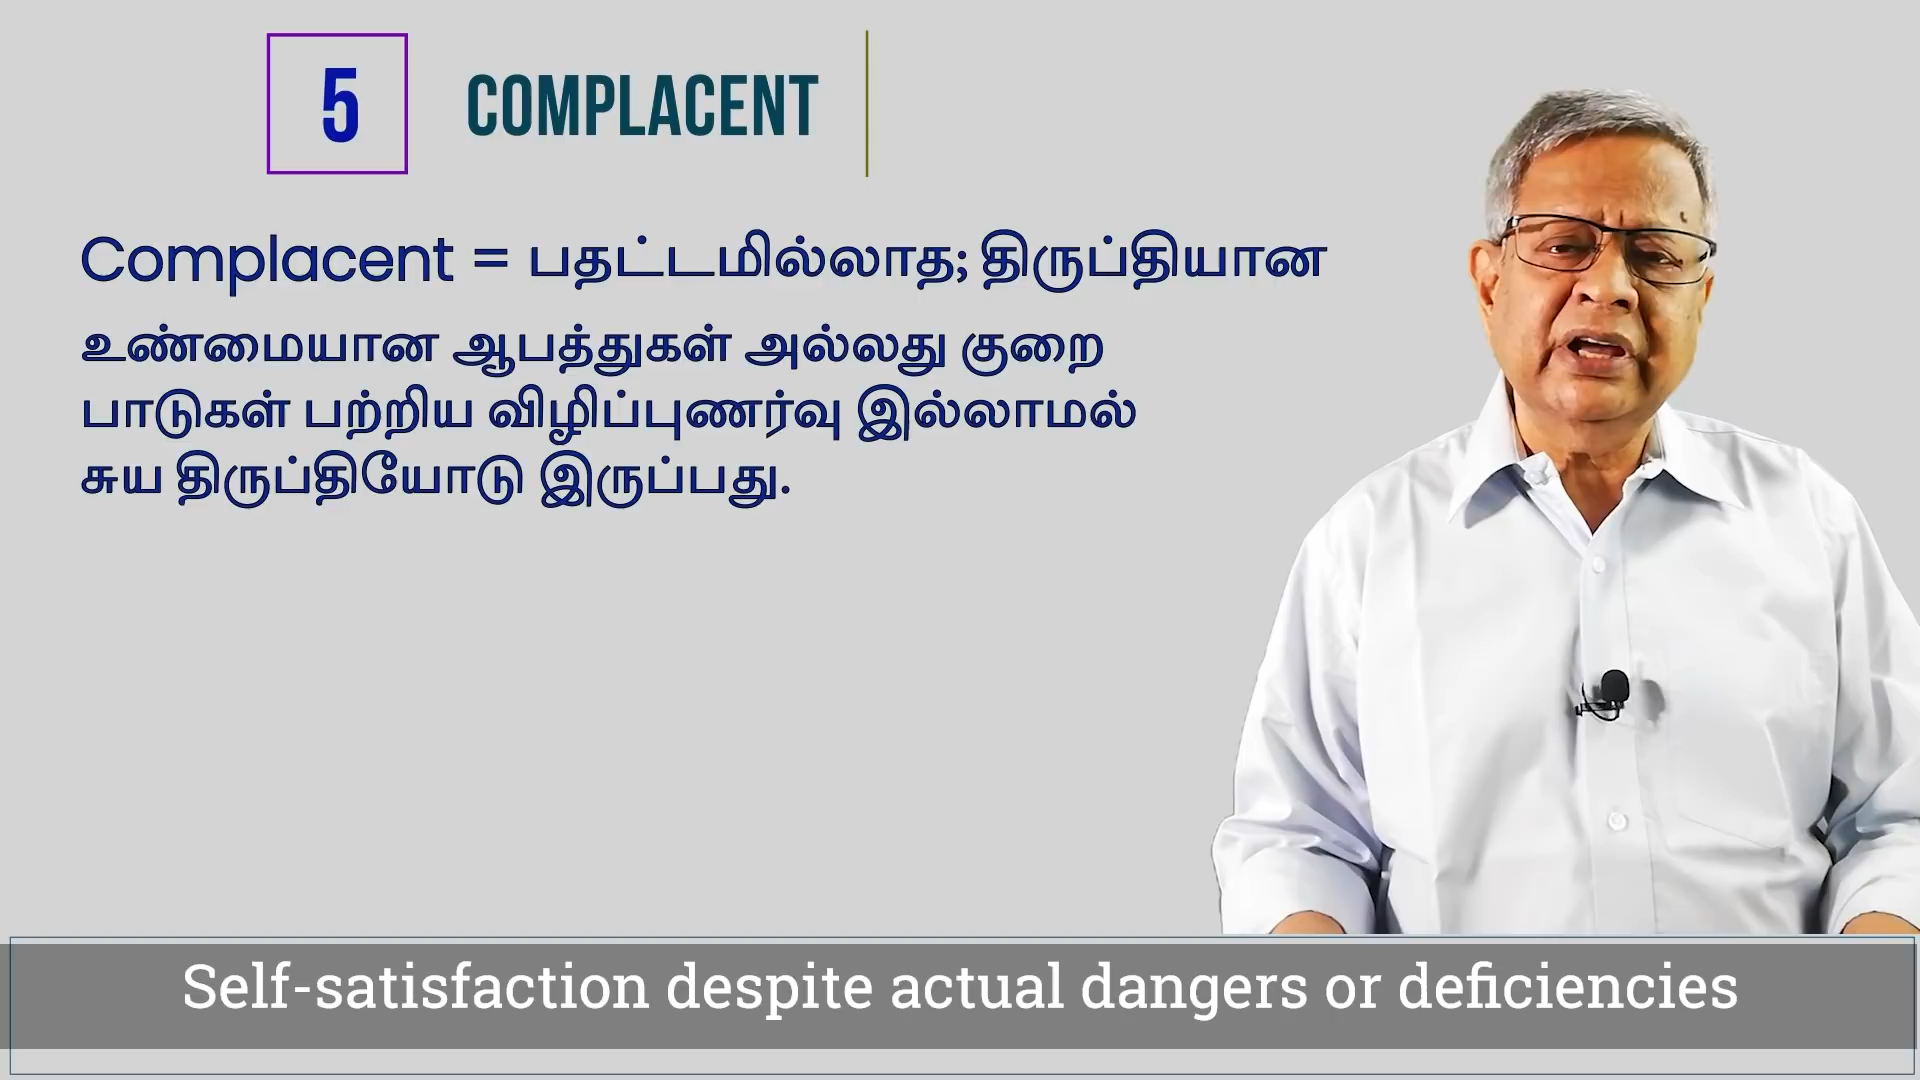 5
COMPLACENT
Complacent = பதட்டமில்லாத; திருப்தியான
உண்மையான ஆபத்துகள் அல்லது குறை
பாடுகள் பற்றிய விழிப்புணர்வு இல்லாமல்
சுய திருப்தியோடு இருப்பது.
Self-satisfaction despite actual dangers or deficiencies